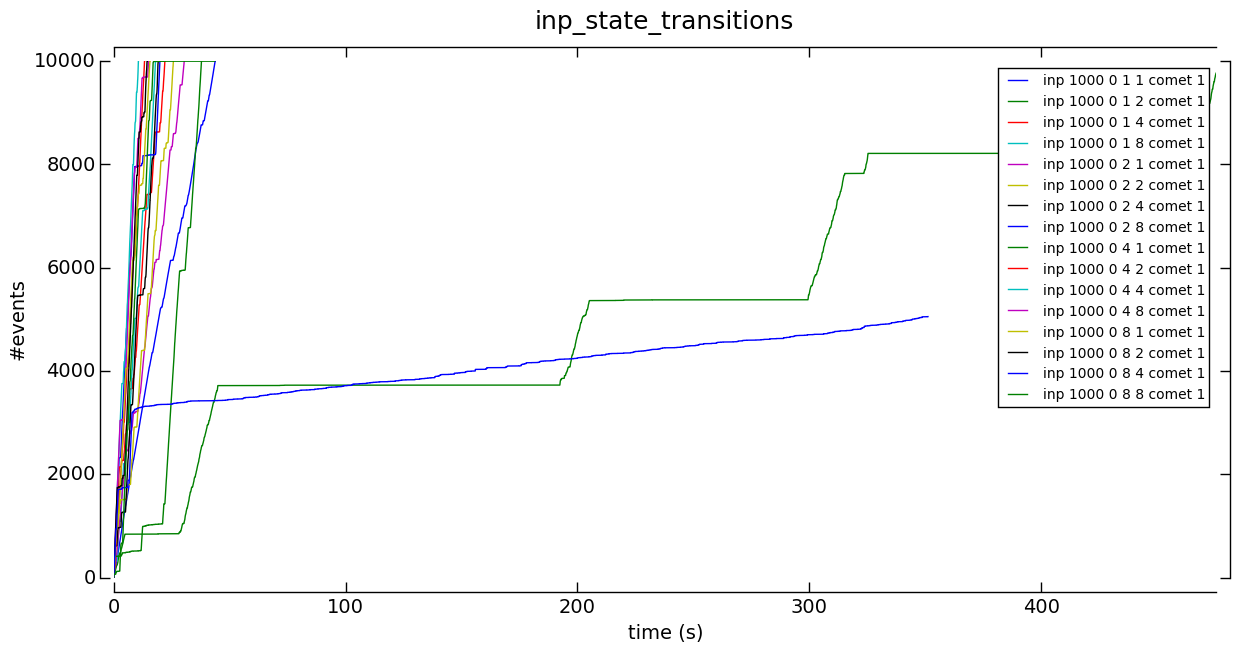 inp_state_transitions
10000
8000
6000
4000
2000
0
#events
0 100 200 300 400
time (s)
inp 1000 0 1 1 comet 1
inp 1000 0 1 2 comet 1
inp 1000 0 1 4 comet 1
inp 1000 0 1 8 comet 1
inp 1000 0 2 1 comet 1
inp 1000 0 2 2 comet 1
inp 1000 0 2 4 comet 1
inp 1000 0 2 8 comet 1
inp 1000 0 4 1 comet 1
inp 1000 0 4 2 comet 1
inp 1000 0 4 4 comet 1
inp 1000 0 4 8 comet 1
inp 1000 0 8 1 comet 1
inp 1000 0 8 2 comet 1
inp 1000 0 8 4 comet 1
inp 1000 0 8 8 comet 1